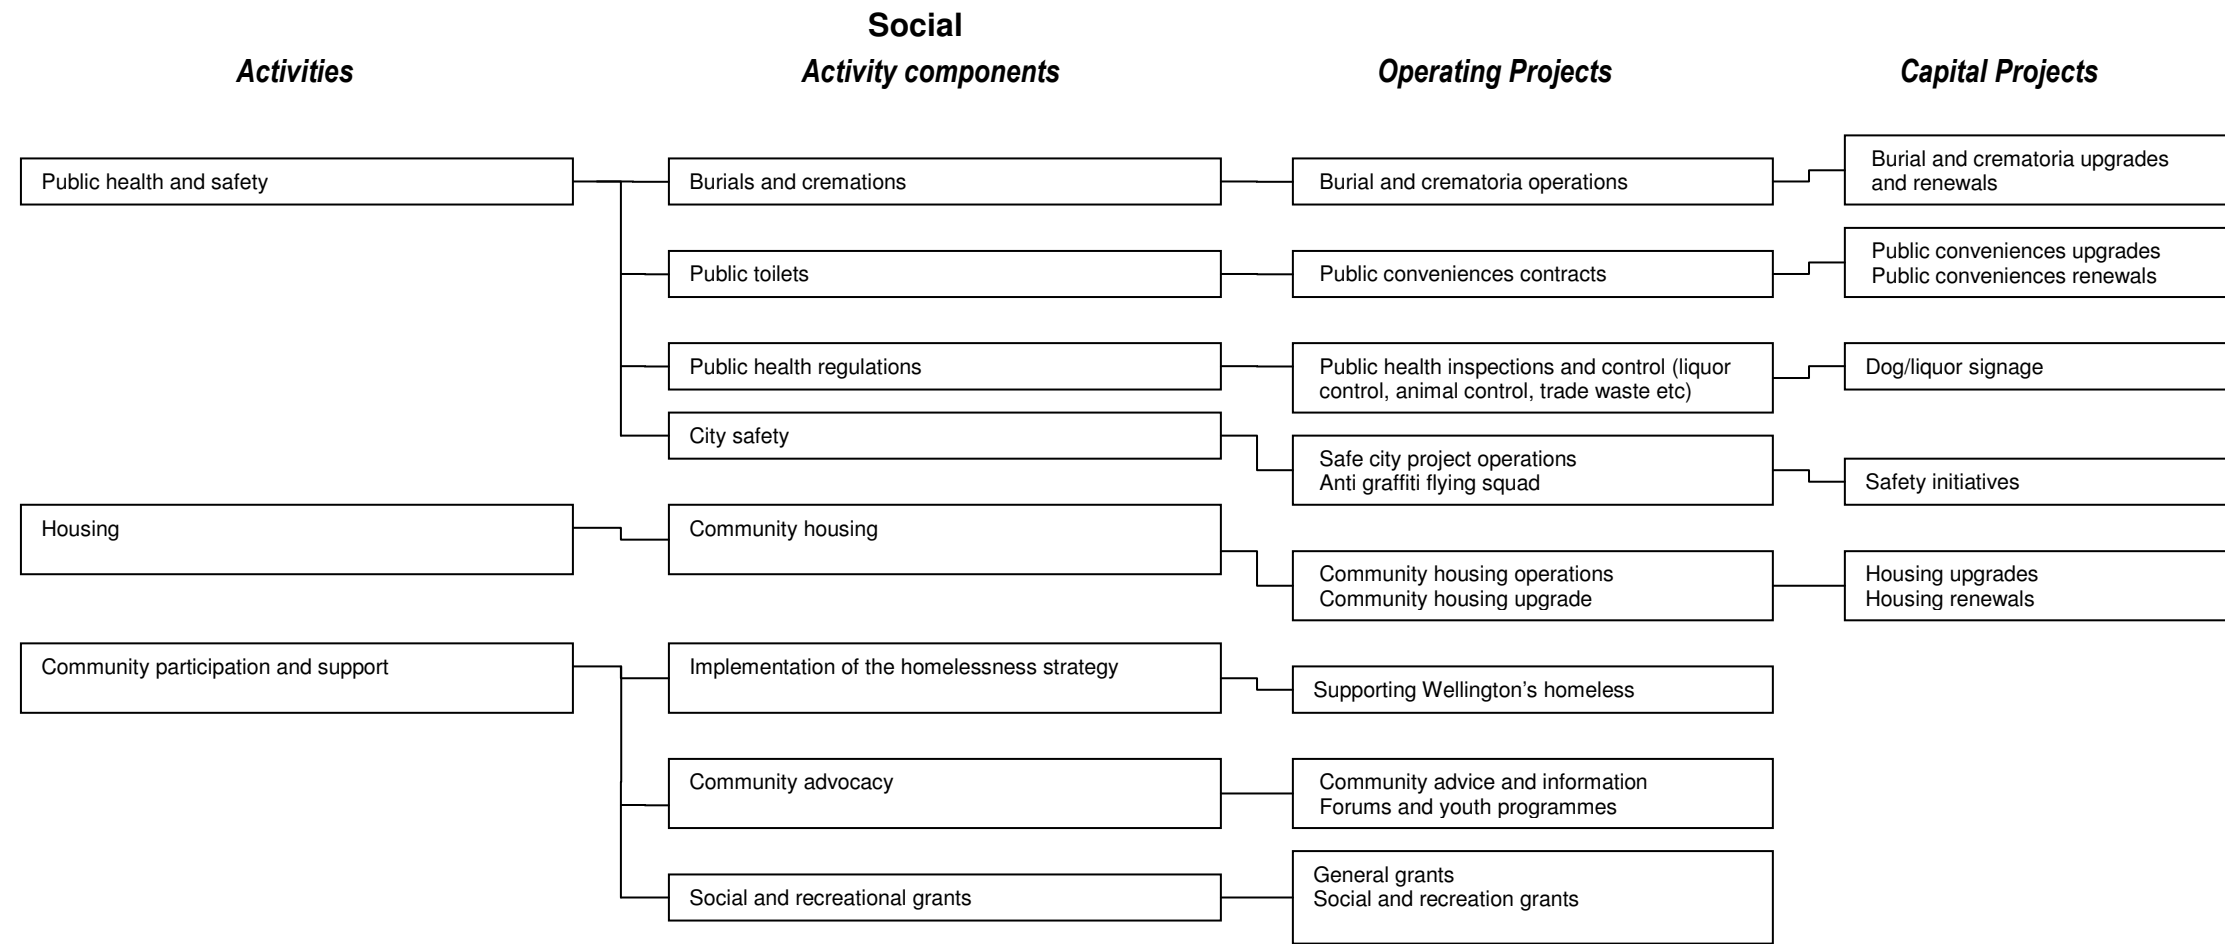 Social
Activities
Activity components
Operating Projects
Capital Projects
Public health and safety
Burials and cremations
Burial and crematoria operations
Burial and crematoria upgrades
and renewals
Public toilets
Public conveniences contracts
Public conveniences upgrades
Public conveniences renewals
Public health regulations
Public health inspections and control (liquor
control, animal control, trade waste etc)
Dog/liquor signage
City safety
Safe city project operations
Anti graffiti flying squad
Safety initiatives
Housing
Community housing
Community housing operations
Community housing upgrade
Housing upgrades
Housing renewals
Community participation and support
Implementation of the homelessness strategy
Supporting Wellington’s homeless
Community advocacy
Community advice and information
Forums and youth programmes
Social and recreational grants
General grants
Social and recreation grants